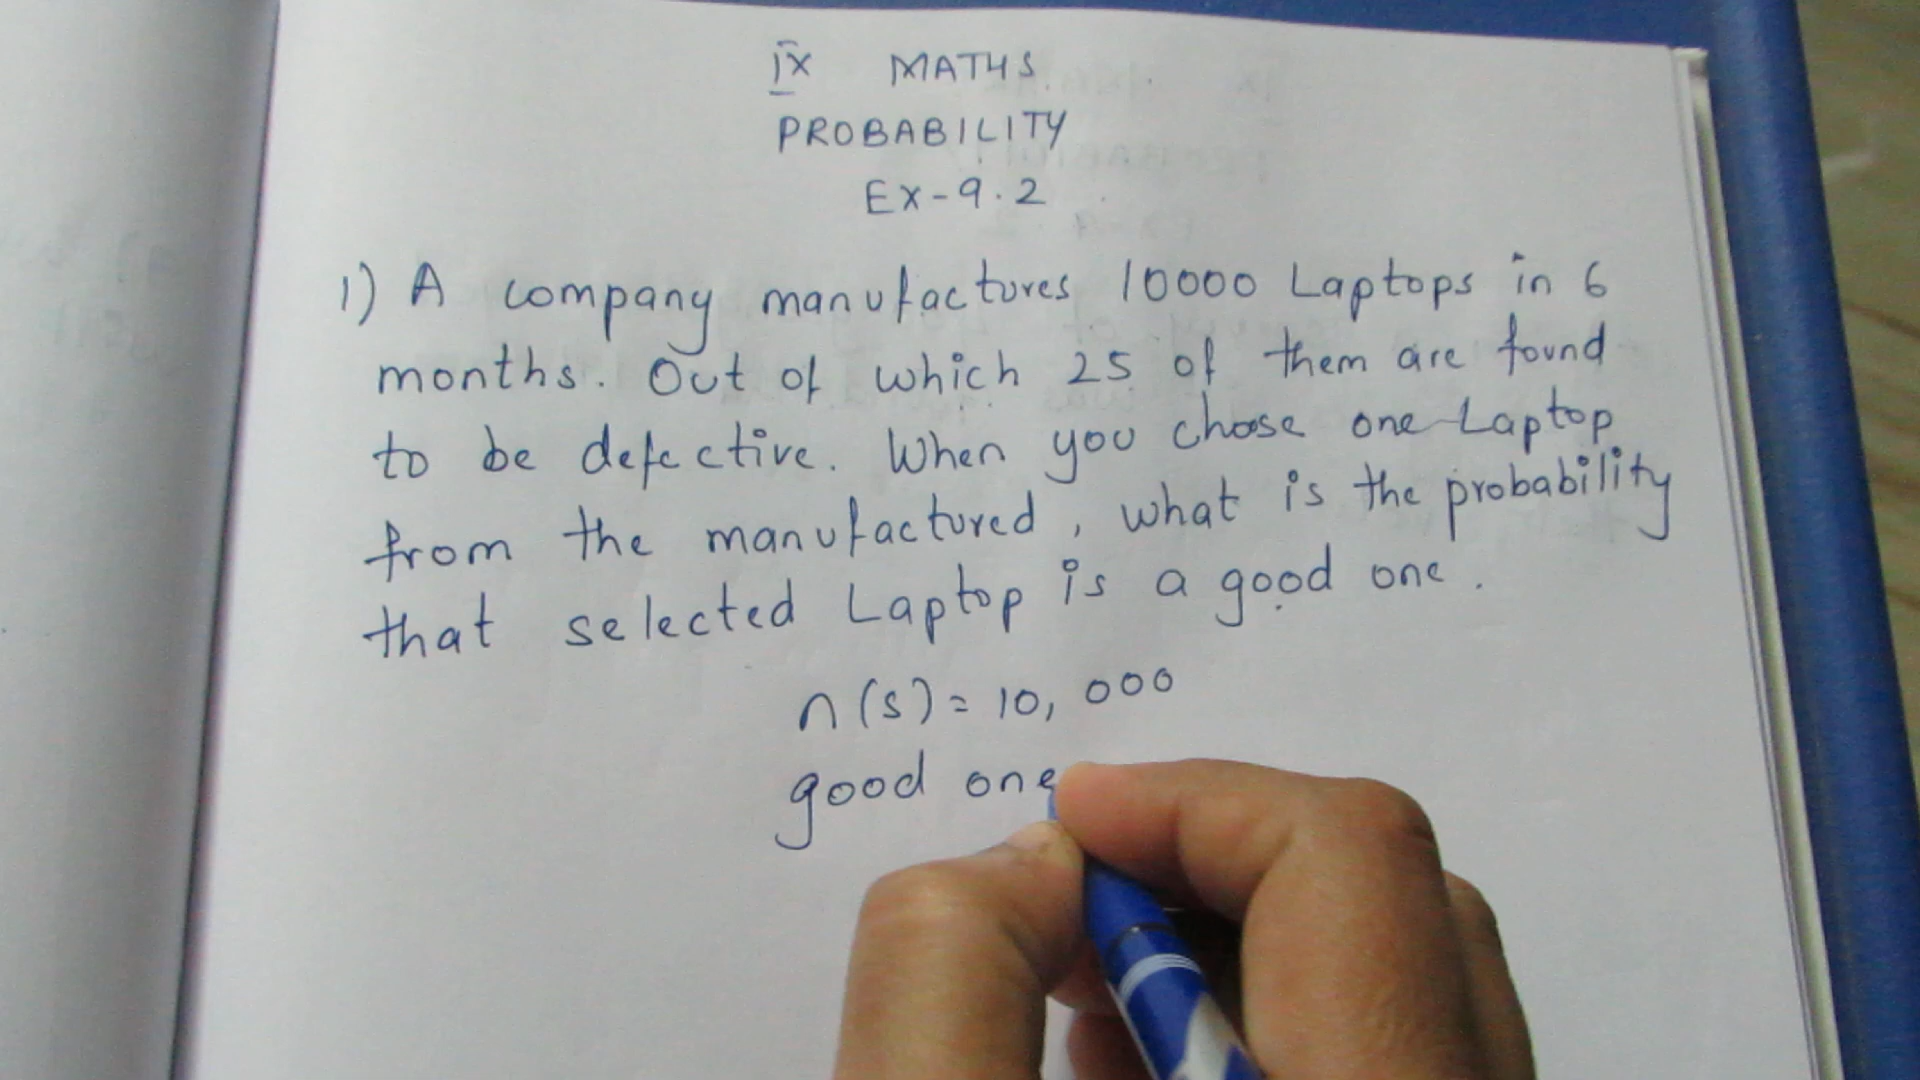 IX MATHS
PROBABILITY
EX-9.2
1) A company manufactures 10000 Laptops in 6
months. Out of which 25 of them are found
to be defective. When you chose one Laptop
from the manufactured, what is the probability
that selected Laptop is a good one.
n(s) = 10,000
good one